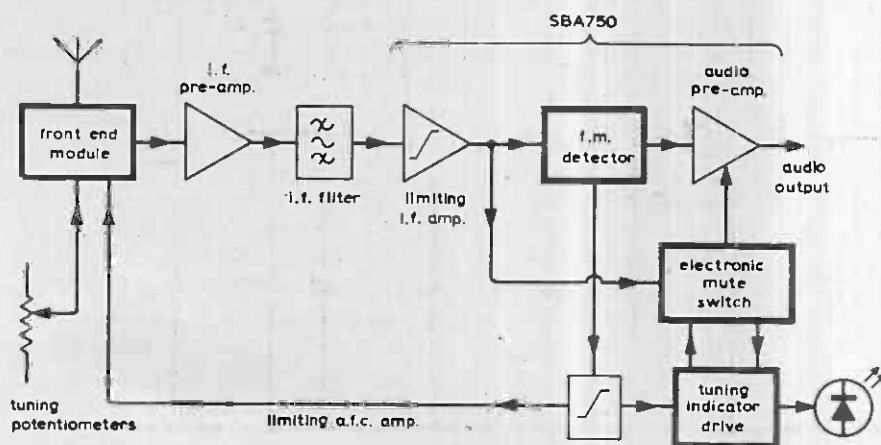 SBA750
i.f.
pre-amp.
audio
pre-amp.
front end
module
f.m.
detector
audio
output
i.f. filter
limiting
i.f. amp.
electronic
mute
switch
tuning
potentiometers
limiting a.f.c. amp.
tuning
indicator
drive